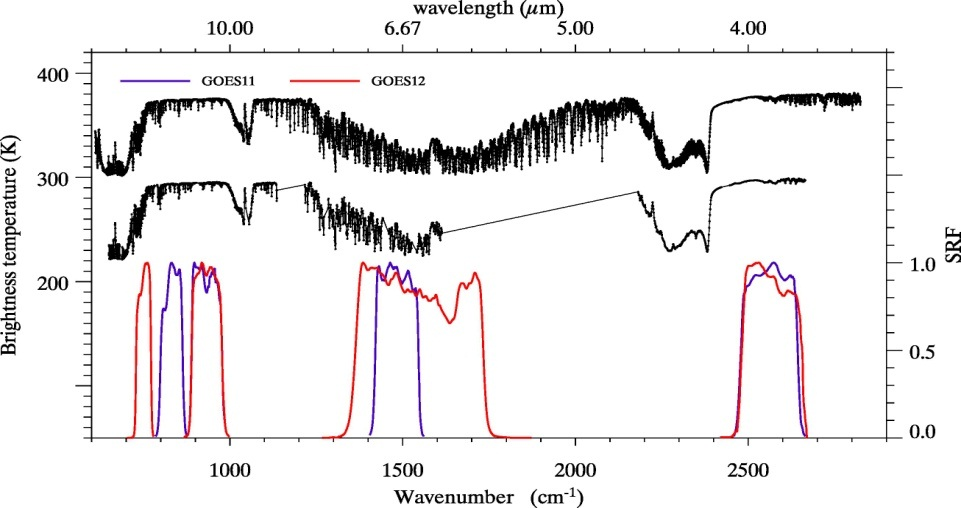 wavelength (μm)
10.00 6.67 5.00 4.00
GOES11 GOES12
Brightness temperature (K)
400
300
200
SRF
1.0
0.5
0.0
1000 1500 2000 2500
Wavenumber (cm-1)